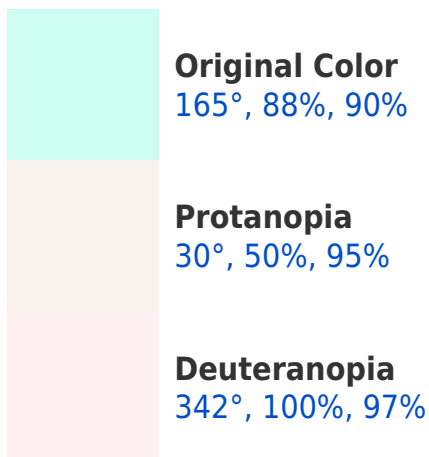 Original Color
165°, 88%, 90%
Protanopia
30°, 50%, 95%
Deuteranopia
342°, 100%, 97%